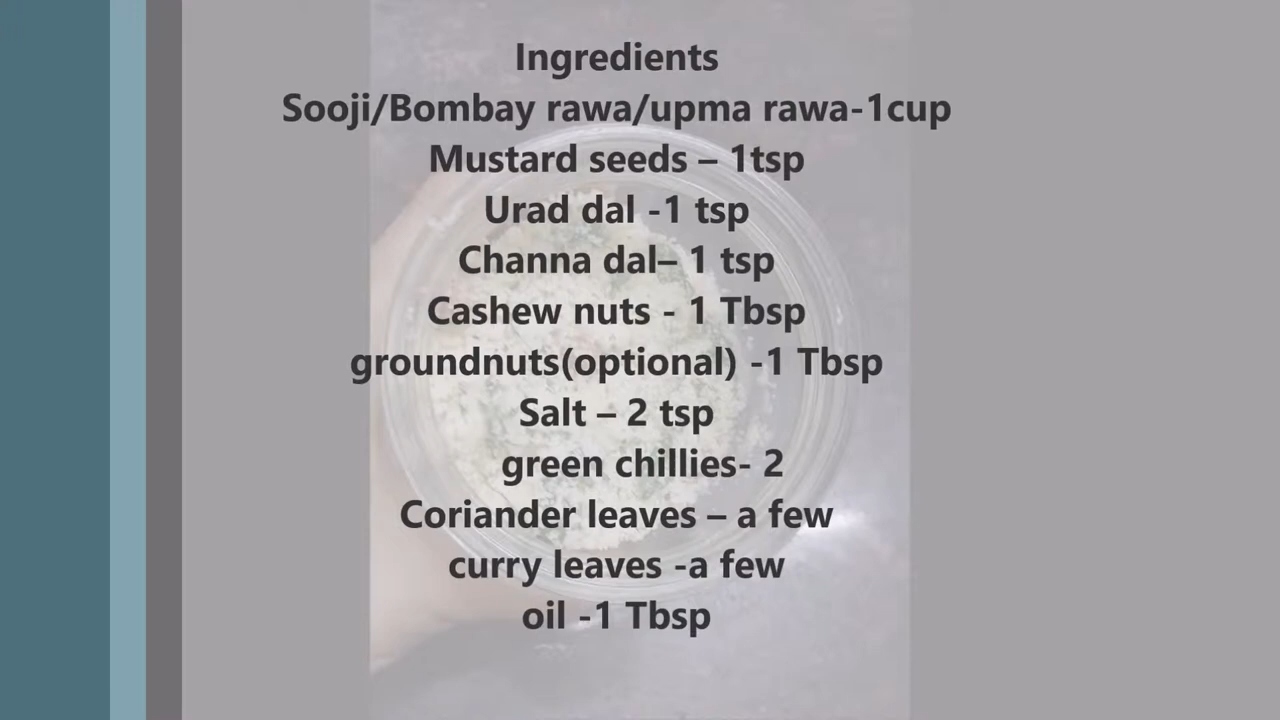 Ingredients
Sooji/Bombay rawa/upma rawa-1cup
Mustard seeds – 1tsp
Urad dal -1 tsp
Channa dal– 1 tsp
Cashew nuts - 1 Tbsp
groundnuts(optional) -1 Tbsp
Salt – 2 tsp
green chillies- 2
Coriander leaves – a few
curry leaves -a few
oil -1 Tbsp